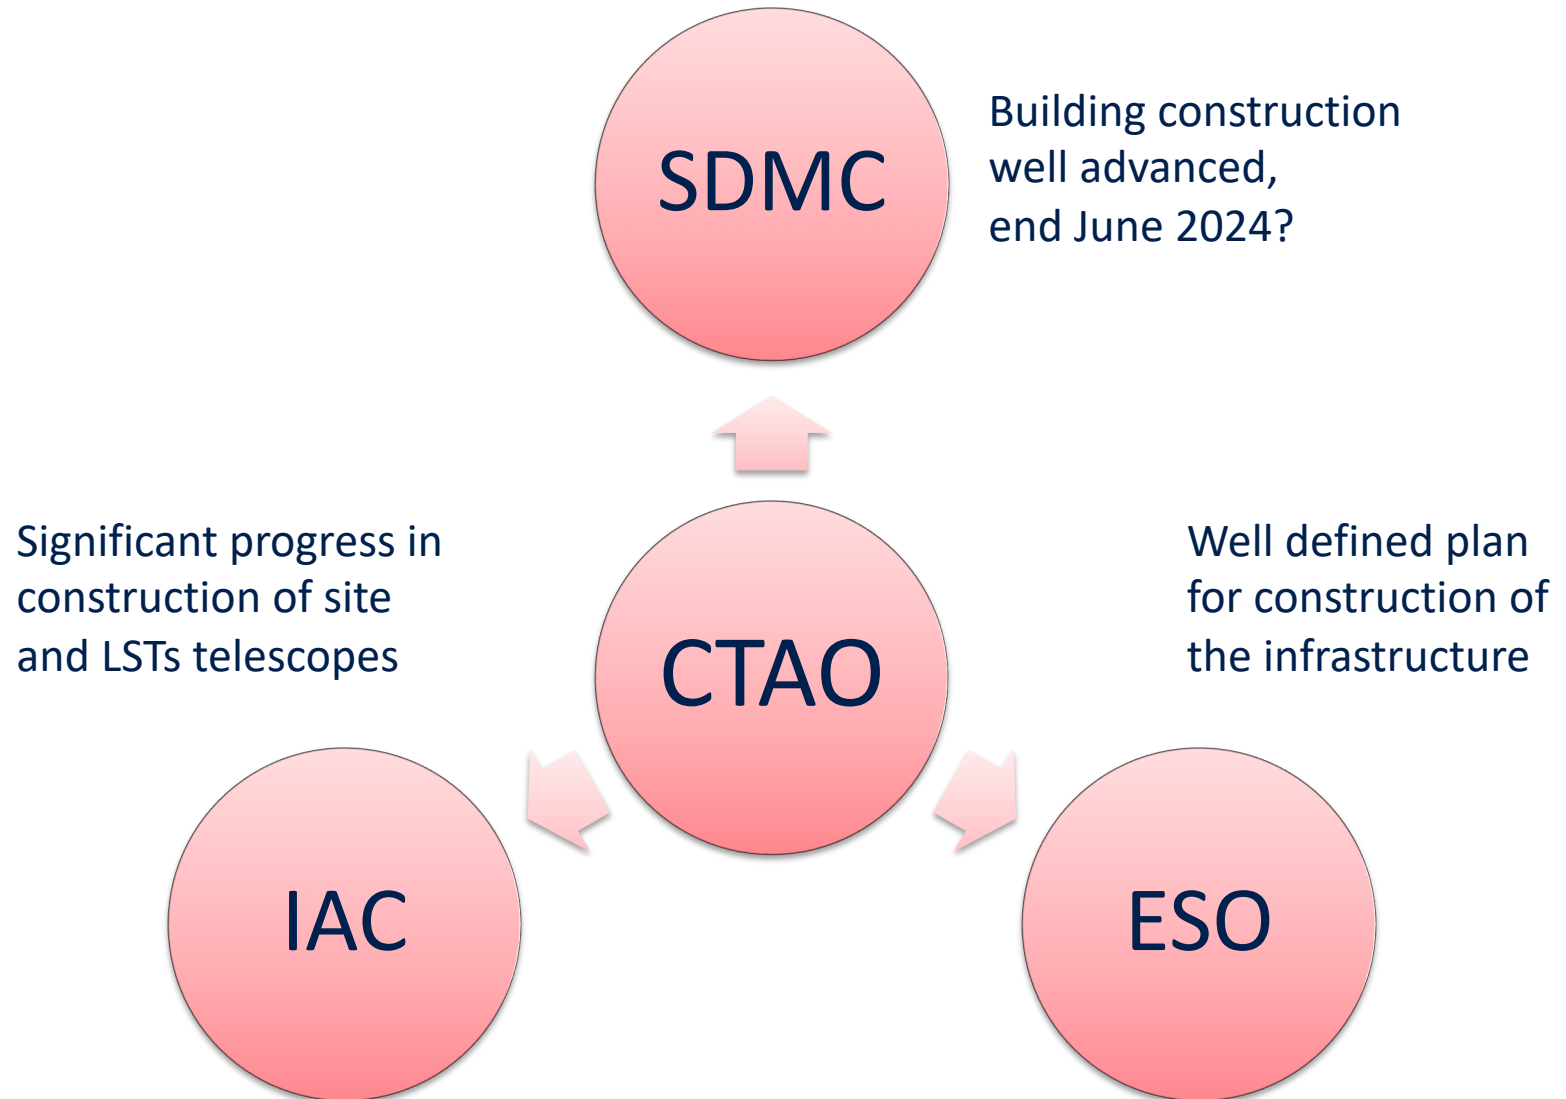 SDMC
Building construction
well advanced,
end June 2024?
Significant progress in
construction of site
and LSTs telescopes
CTAO
Well defined plan
for construction of
the infrastructure
IAC
ESO